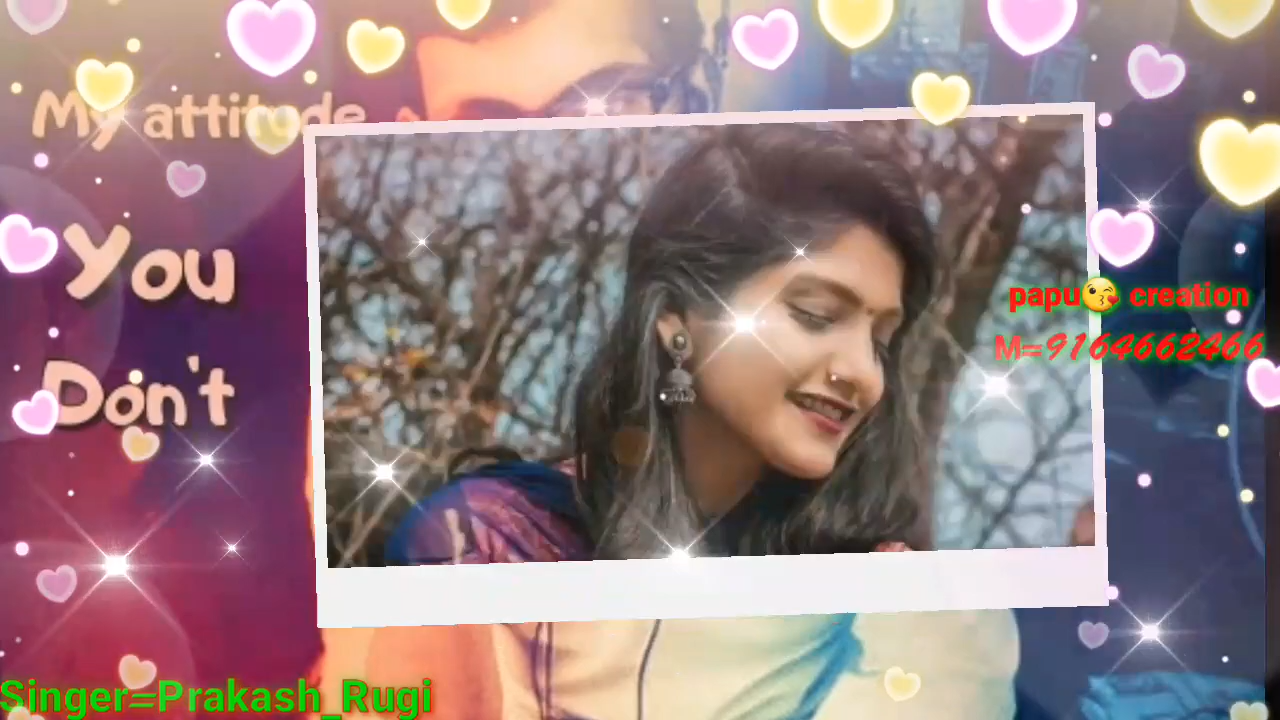 My attitude
You
Don't
papu😘 creation
M=9164662466
Singer=Prakash_Rugi